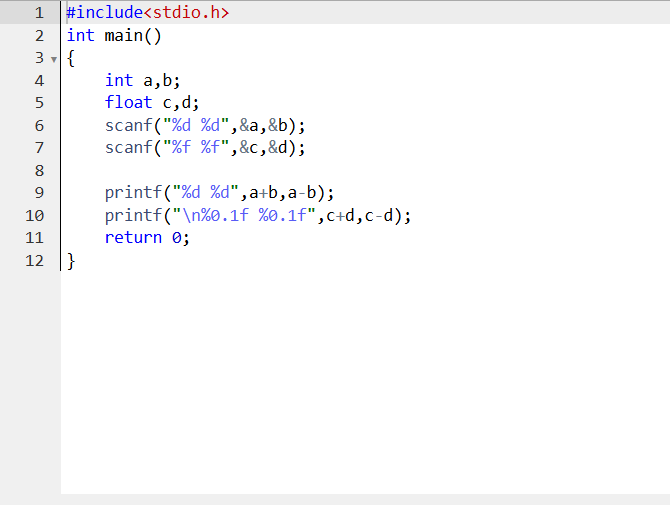 1 #include<stdio.h>
2 int main()
3 {
4     int a,b;
5     float c,d;
6     scanf("%d %d",&a,&b);
7     scanf("%f %f",&c,&d);
8
9     printf("%d %d",a+b,a-b);
10     printf("\n%0.1f %0.1f",c+d,c-d);
11     return 0;
12 }